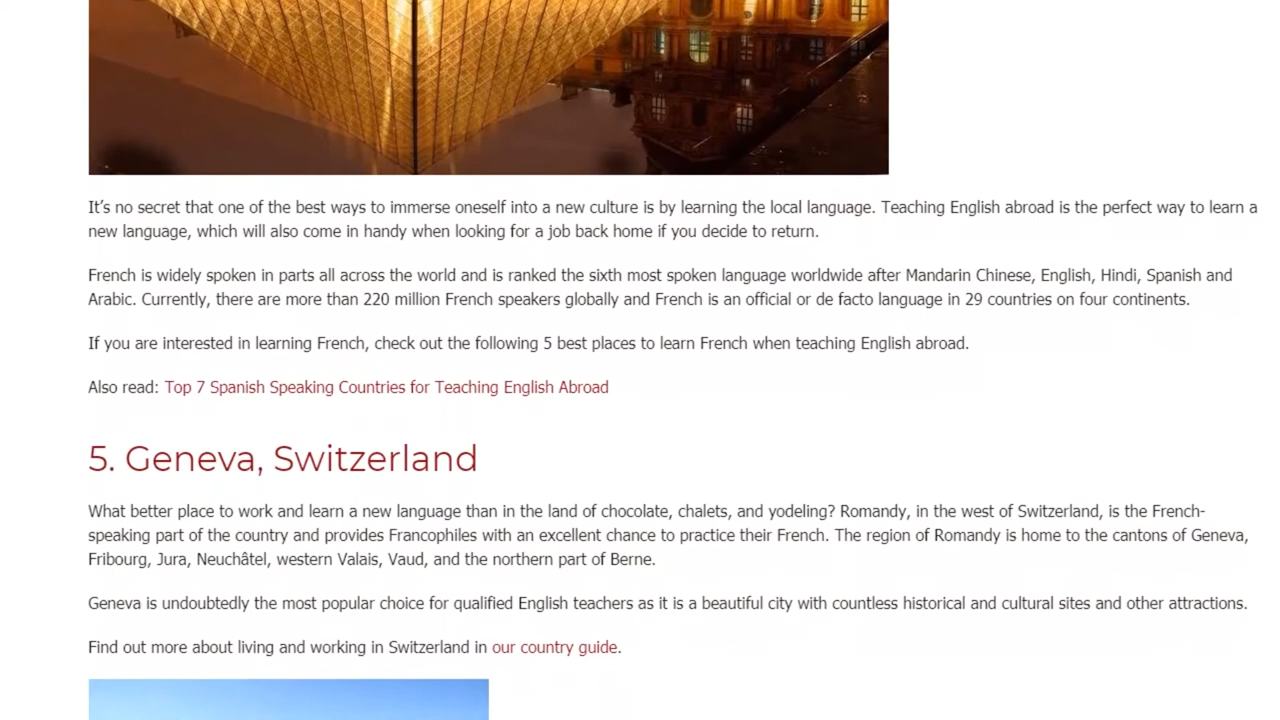 It’s no secret that one of the best ways to immerse oneself into a new culture is by learning the local language. Teaching English abroad is the perfect way to learn a
new language, which will also come in handy when looking for a job back home if you decide to return.
French is widely spoken in parts all across the world and is ranked the sixth most spoken language worldwide after Mandarin Chinese, English, Hindi, Spanish and
Arabic. Currently, there are more than 220 million French speakers globally and French is an official or de facto language in 29 countries on four continents.
If you are interested in learning French, check out the following 5 best places to learn French when teaching English abroad.
Also read: Top 7 Spanish Speaking Countries for Teaching English Abroad
5. Geneva, Switzerland
What better place to work and learn a new language than in the land of chocolate, chalets, and yodeling? Romandy, in the west of Switzerland, is the French-
speaking part of the country and provides Francophiles with an excellent chance to practice their French. The region of Romandy is home to the cantons of Geneva,
Fribourg, Jura, Neuchâtel, western Valais, Vaud, and the northern part of Berne.
Geneva is undoubtedly the most popular choice for qualified English teachers as it is a beautiful city with countless historical and cultural sites and other attractions.
Find out more about living and working in Switzerland in our country guide.